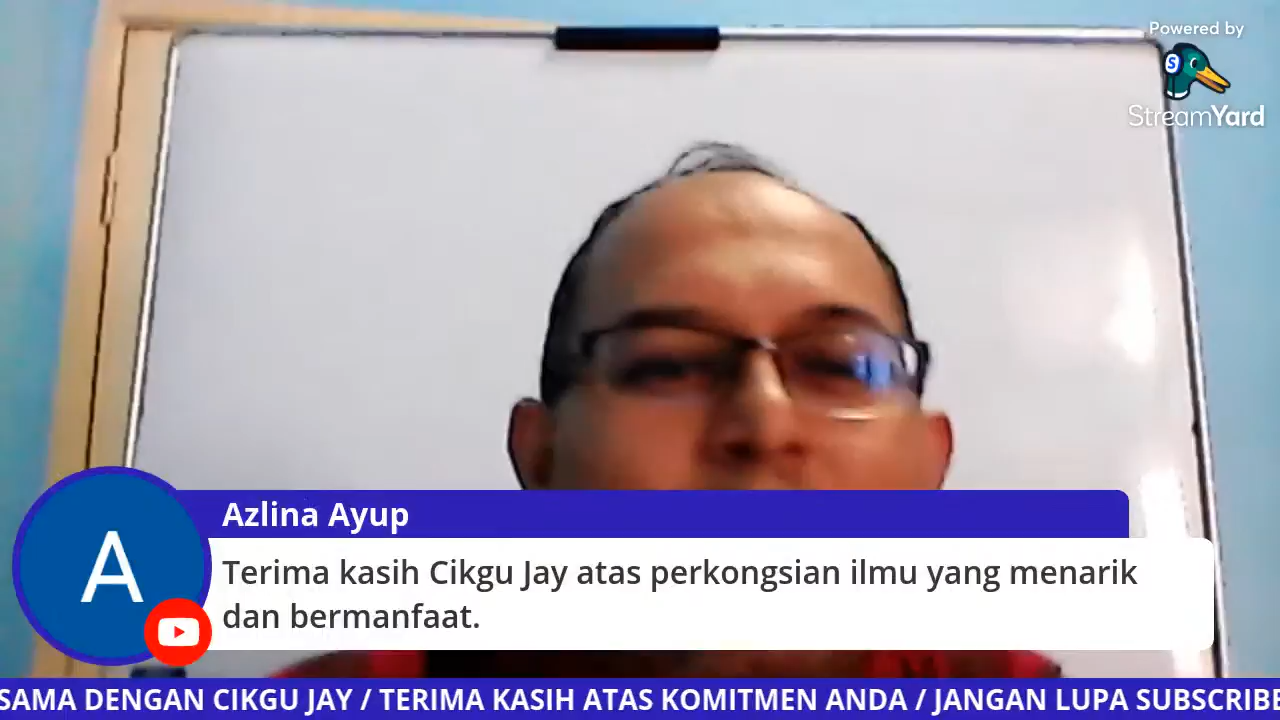 Powered by
StreamYard
Azlina Ayup
A
Terima kasih Cikgu Jay atas perkongsian ilmu yang menarik
dan bermanfaat.
SAMA DENGAN CIKGU JAY / TERIMA KASIH ATAS KOMITMEN ANDA / JANGAN LUPA SUBSCRIBE